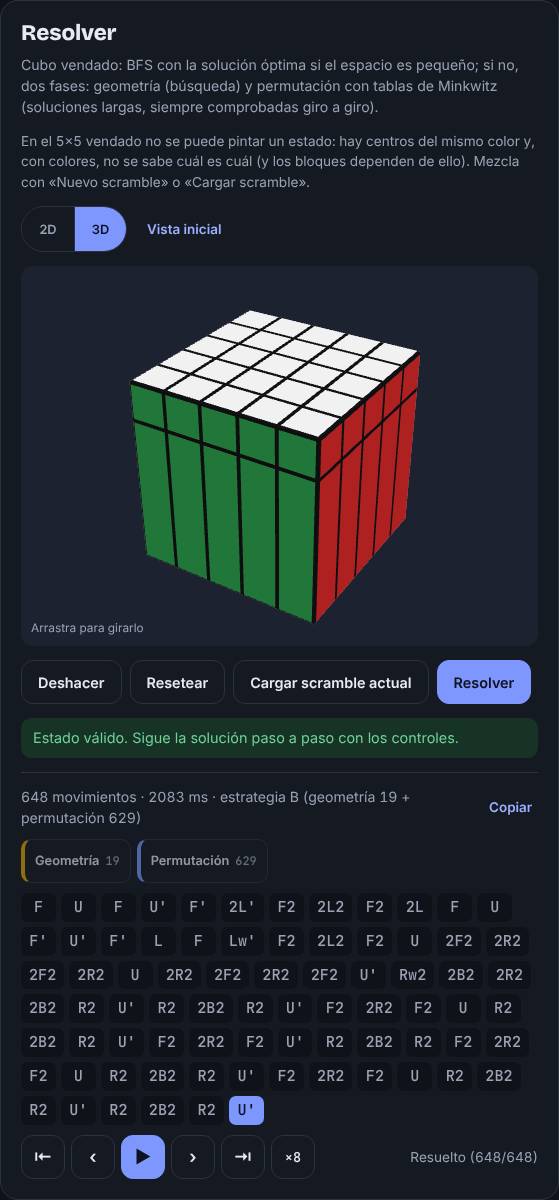 Resolver
Cubo vendado: BFS con la solución óptima si el espacio es pequeño; si no,
dos fases: geometría (búsqueda) y permutación con tablas de Minkwitz
(soluciones largas, siempre comprobadas giro a giro).
En el 5×5 vendado no se puede pintar un estado: hay centros del mismo color y,
con colores, no se sabe cuál es cuál (y los bloques dependen de ello). Mezcla
con «Nuevo scramble» o «Cargar scramble».
2D 3D Vista inicial
Arrastra para girarlo
Deshacer Resetear Cargar scramble actual Resolver
Estado válido. Sigue la solución paso a paso con los controles.
648 movimientos · 2083 ms · estrategia B (geometría 19 +
permutación 629)
Copiar
Geometría 19 Permutación 629
F U F U' F' 2L' F2 2L2 F2 2L F U
F' U' F' L F Lw' F2 2L2 F2 U 2F2 2R2
2F2 2R2 U 2R2 2F2 2R2 2F2 U' Rw2 2B2 2R2
2B2 R2 U' R2 2B2 R2 U' F2 2R2 F2 U R2
2B2 R2 U' F2 2R2 F2 U' R2 2B2 R2 F2 2R2
F2 U R2 2B2 R2 U' F2 2R2 F2 U R2 2B2
R2 U' R2 2B2 R2 U'
×8 Resuelto (648/648)